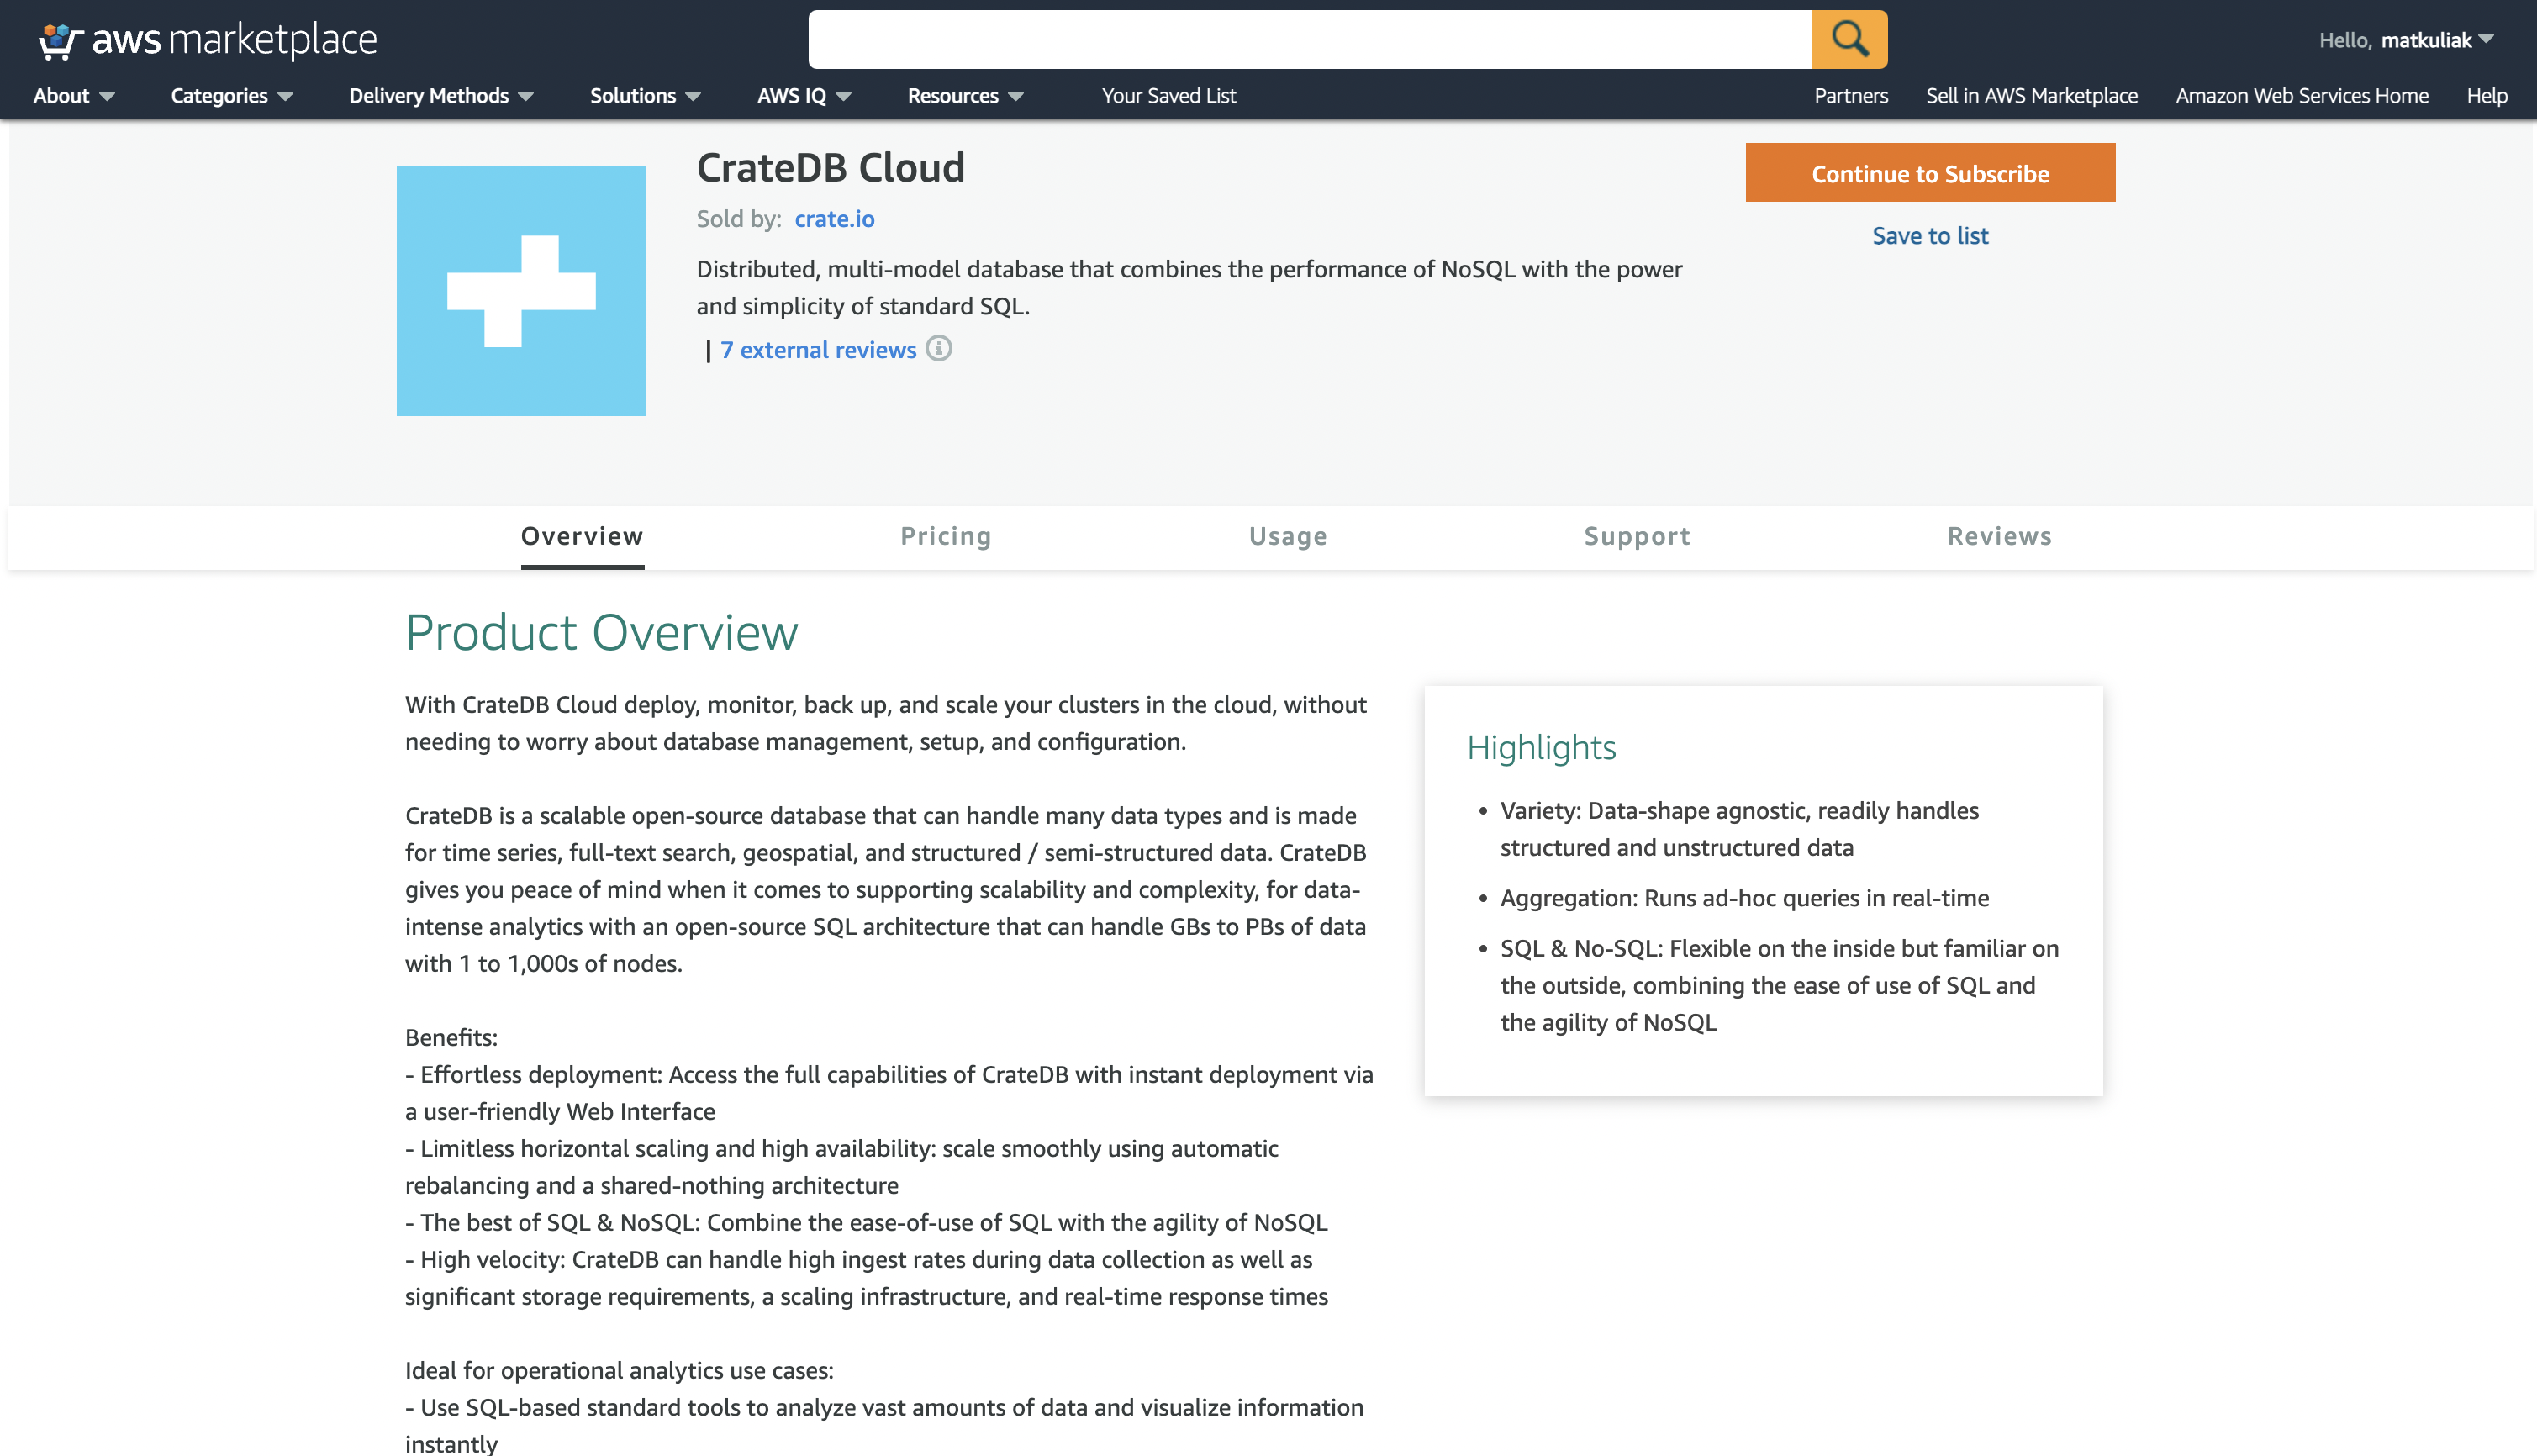 aws marketplace
Hello, matkuliak
About
Categories
Delivery Methods
Solutions
AWS IQ
Resources
Your Saved List
Partners
Sell in AWS Marketplace
Amazon Web Services Home
Help
CrateDB Cloud
Sold by: crate.io
Distributed, multi-model database that combines the performance of NoSQL with the power
and simplicity of standard SQL.
| 7 external reviews
Continue to Subscribe
Save to list
Overview
Pricing
Usage
Support
Reviews
Product Overview
With CrateDB Cloud deploy, monitor, back up, and scale your clusters in the cloud, without
needing to worry about database management, setup, and configuration.
CrateDB is a scalable open-source database that can handle many data types and is made
for time series, full-text search, geospatial, and structured / semi-structured data. CrateDB
gives you peace of mind when it comes to supporting scalability and complexity, for data-
intense analytics with an open-source SQL architecture that can handle GBs to PBs of data
with 1 to 1,000s of nodes.
Benefits:
- Effortless deployment: Access the full capabilities of CrateDB with instant deployment via
a user-friendly Web Interface
- Limitless horizontal scaling and high availability: scale smoothly using automatic
rebalancing and a shared-nothing architecture
- The best of SQL & NoSQL: Combine the ease-of-use of SQL with the agility of NoSQL
- High velocity: CrateDB can handle high ingest rates during data collection as well as
significant storage requirements, a scaling infrastructure, and real-time response times
Ideal for operational analytics use cases:
- Use SQL-based standard tools to analyze vast amounts of data and visualize information
instantly
Highlights
• Variety: Data-shape agnostic, readily handles
structured and unstructured data
• Aggregation: Runs ad-hoc queries in real-time
• SQL & No-SQL: Flexible on the inside but familiar on
the outside, combining the ease of use of SQL and
the agility of NoSQL